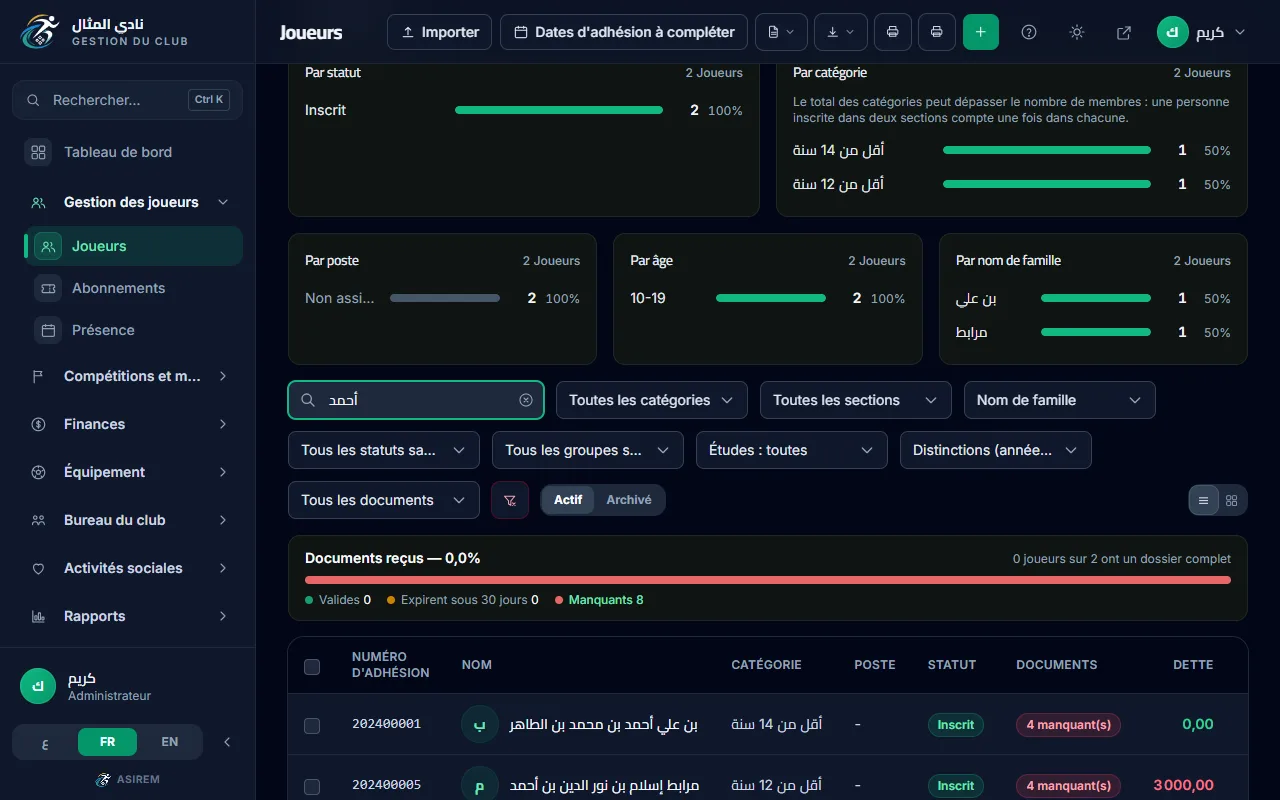 نادي المثال
GESTION DU CLUB
Rechercher...
Ctrl K
Tableau de bord
Gestion des joueurs
Joueurs
Abonnements
Présence
Compétitions et m...
Finances
Équipement
Bureau du club
Activités sociales
Rapports
ك
كريم
Administrateur
ع
FR
EN
ASIREM
Joueurs
Importer
Dates d'adhésion à compléter
ك
كريم
Par statut
2 Joueurs
Inscrit
2 100%
Par catégorie
2 Joueurs
Le total des catégories peut dépasser le nombre de membres : une personne
inscrite dans deux sections compte une fois dans chacune.
أقل من 14 سنة
1 50%
أقل من 12 سنة
1 50%
Par poste
2 Joueurs
Non assi...
2 100%
Par âge
2 Joueurs
10-19
2 100%
Par nom de famille
2 Joueurs
بن علي
1 50%
مرابط
1 50%
أحمد
Toutes les catégories
Toutes les sections
Nom de famille
Tous les statuts sa...
Tous les groupes s...
Études : toutes
Distinctions (année...
Tous les documents
Actif
Archivé
Documents reçus — 0,0%
0 joueurs sur 2 ont un dossier complet
Valides 0
Expirent sous 30 jours 0
Manquants 8
NUMÉRO D'ADHÉSION
NOM
CATÉGORIE
POSTE
STATUT
DOCUMENTS
DETTE
202400001
ب
بن علي أحمد بن محمد بن الطاهر
أقل من 14 سنة
-
Inscrit
4 manquant(s)
0,00
202400005
م
مرابط إسلام بن نور الدين بن أحمد
أقل من 12 سنة
-
Inscrit
4 manquant(s)
3 000,00